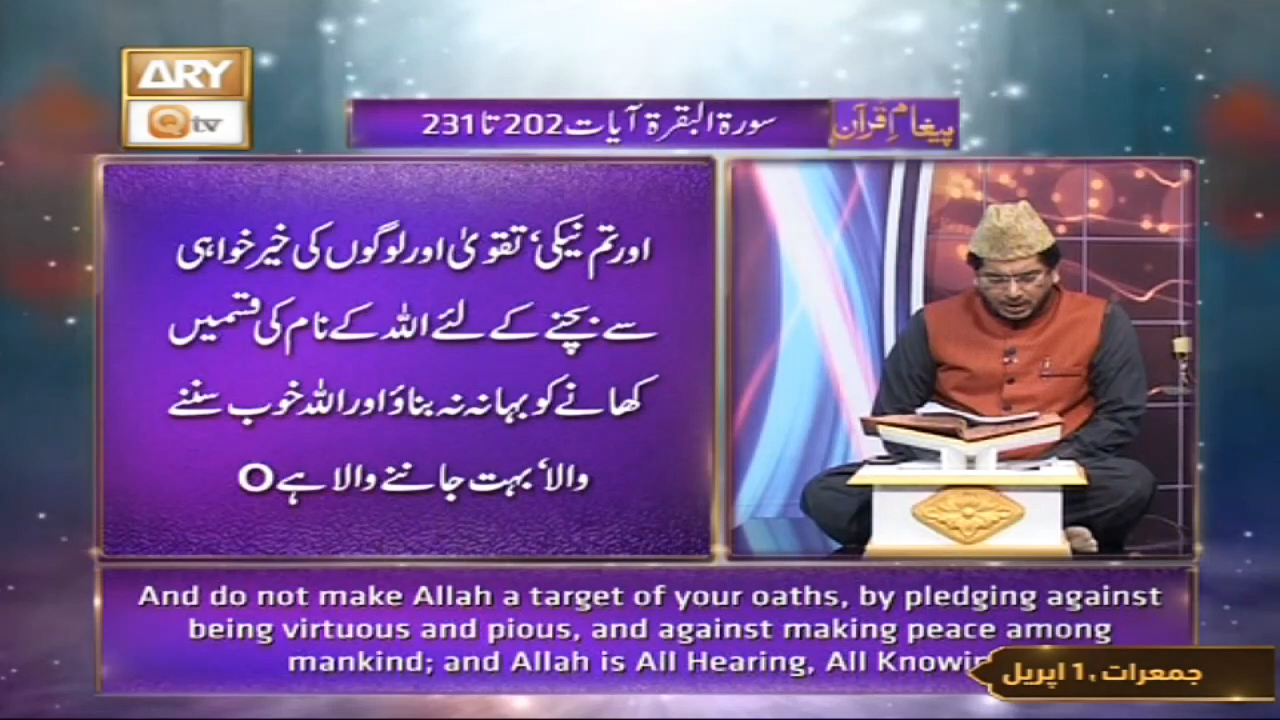 ARY
Qtv
پیغامِ قرآن
سورۃ البقرۃ آیات 202 تا 231
اور تم نیکی، تقویٰ اور لوگوں کی خیر خواہی
سے بچنے کے لئے اللہ کے نام کی قسمیں
کھانے کو بہانہ نہ بناؤ اور اللہ خوب سننے
والا، بہت جاننے والا ہے O
And do not make Allah a target of your oaths, by pledging against
being virtuous and pious, and against making peace among
mankind; and Allah is All Hearing, All
جمعرات، 1 اپریل